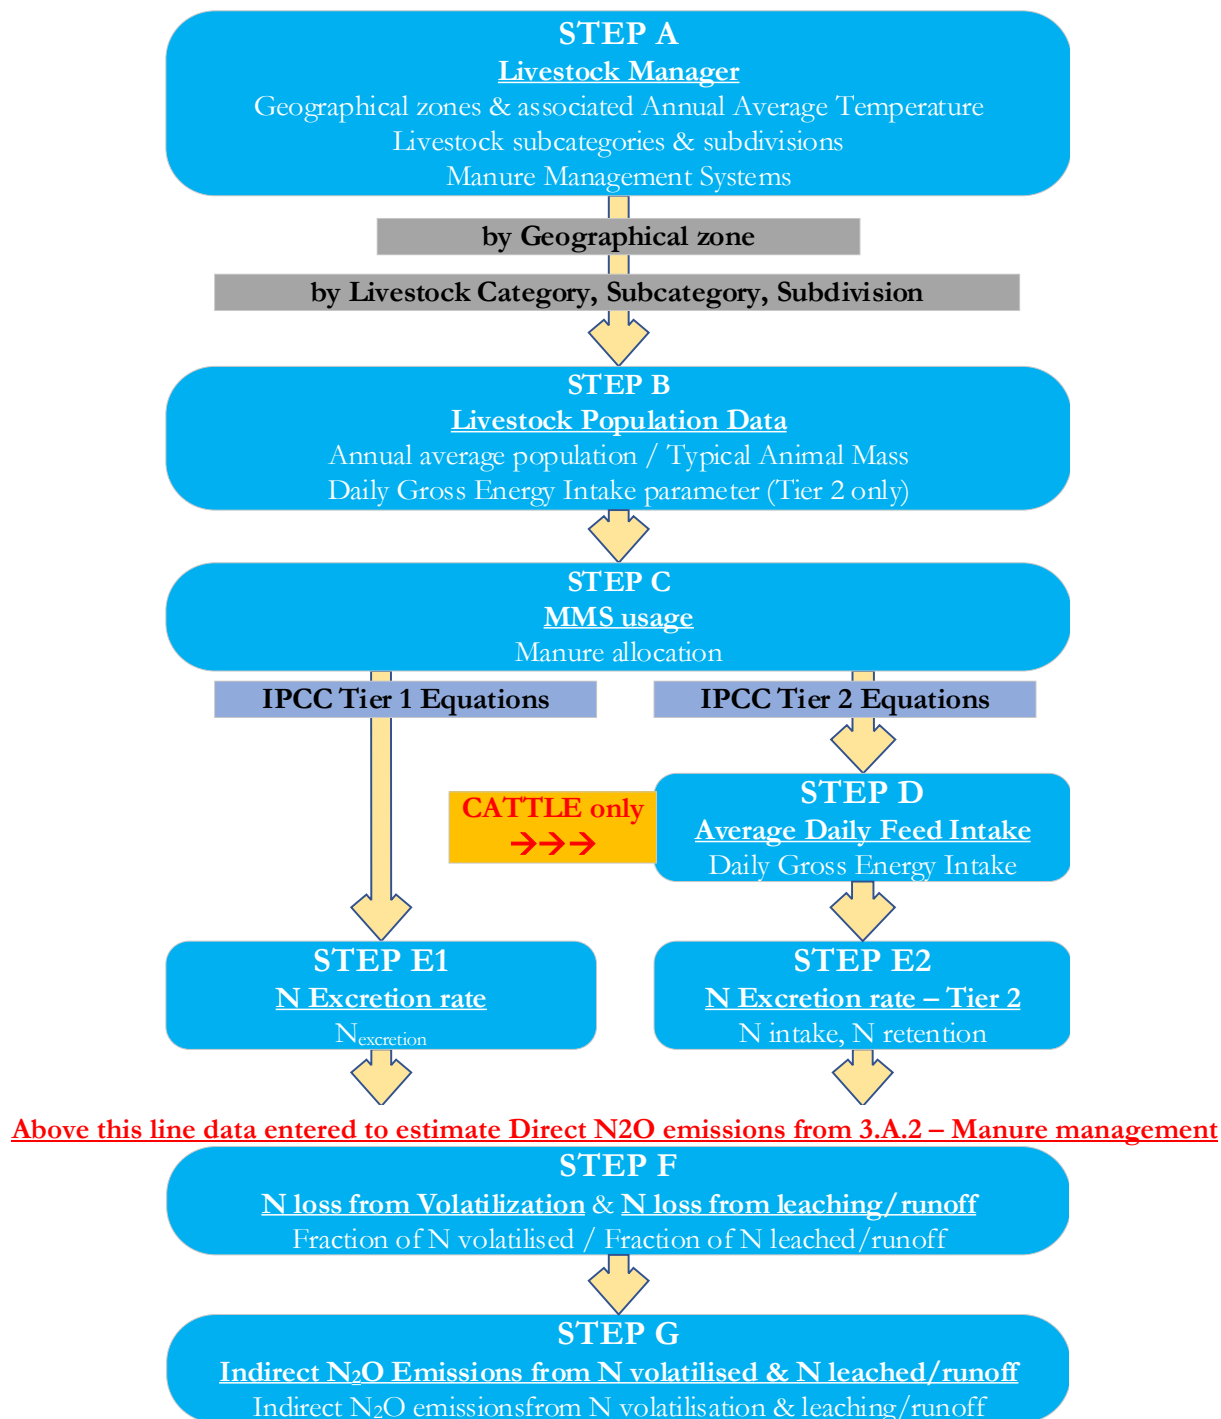 STEP A
Livestock Manager
Geographical zones & associated Annual Average Temperature
Livestock subcategories & subdivisions
Manure Management Systems
by Geographical zone
by Livestock Category, Subcategory, Subdivision
STEP B
Livestock Population Data
Annual average population / Typical Animal Mass
Daily Gross Energy Intake parameter (Tier 2 only)
STEP C
MMS usage
Manure allocation
IPCC Tier 1 Equations
IPCC Tier 2 Equations
CATTLE only
→→→
STEP D
Average Daily Feed Intake
Daily Gross Energy Intake
STEP E1
N Excretion rate
Nexcretion
STEP E2
N Excretion rate – Tier 2
N intake, N retention
Above this line data entered to estimate Direct N2O emissions from 3.A.2 – Manure management
STEP F
N loss from Volatilization & N loss from leaching/runoff
Fraction of N volatilised / Fraction of N leached/runoff
STEP G
Indirect N₂O Emissions from N volatilised & N leached/runoff
Indirect N₂O emissionsfrom N volatilisation & leaching/runoff